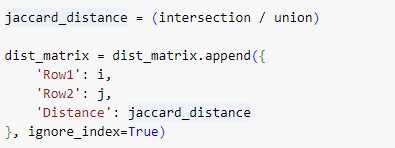 jaccard_distance = (intersection / union)
dist_matrix = dist_matrix.append({
'Row1': i,
'Row2': j,
'Distance': jaccard_distance
}, ignore_index=True)